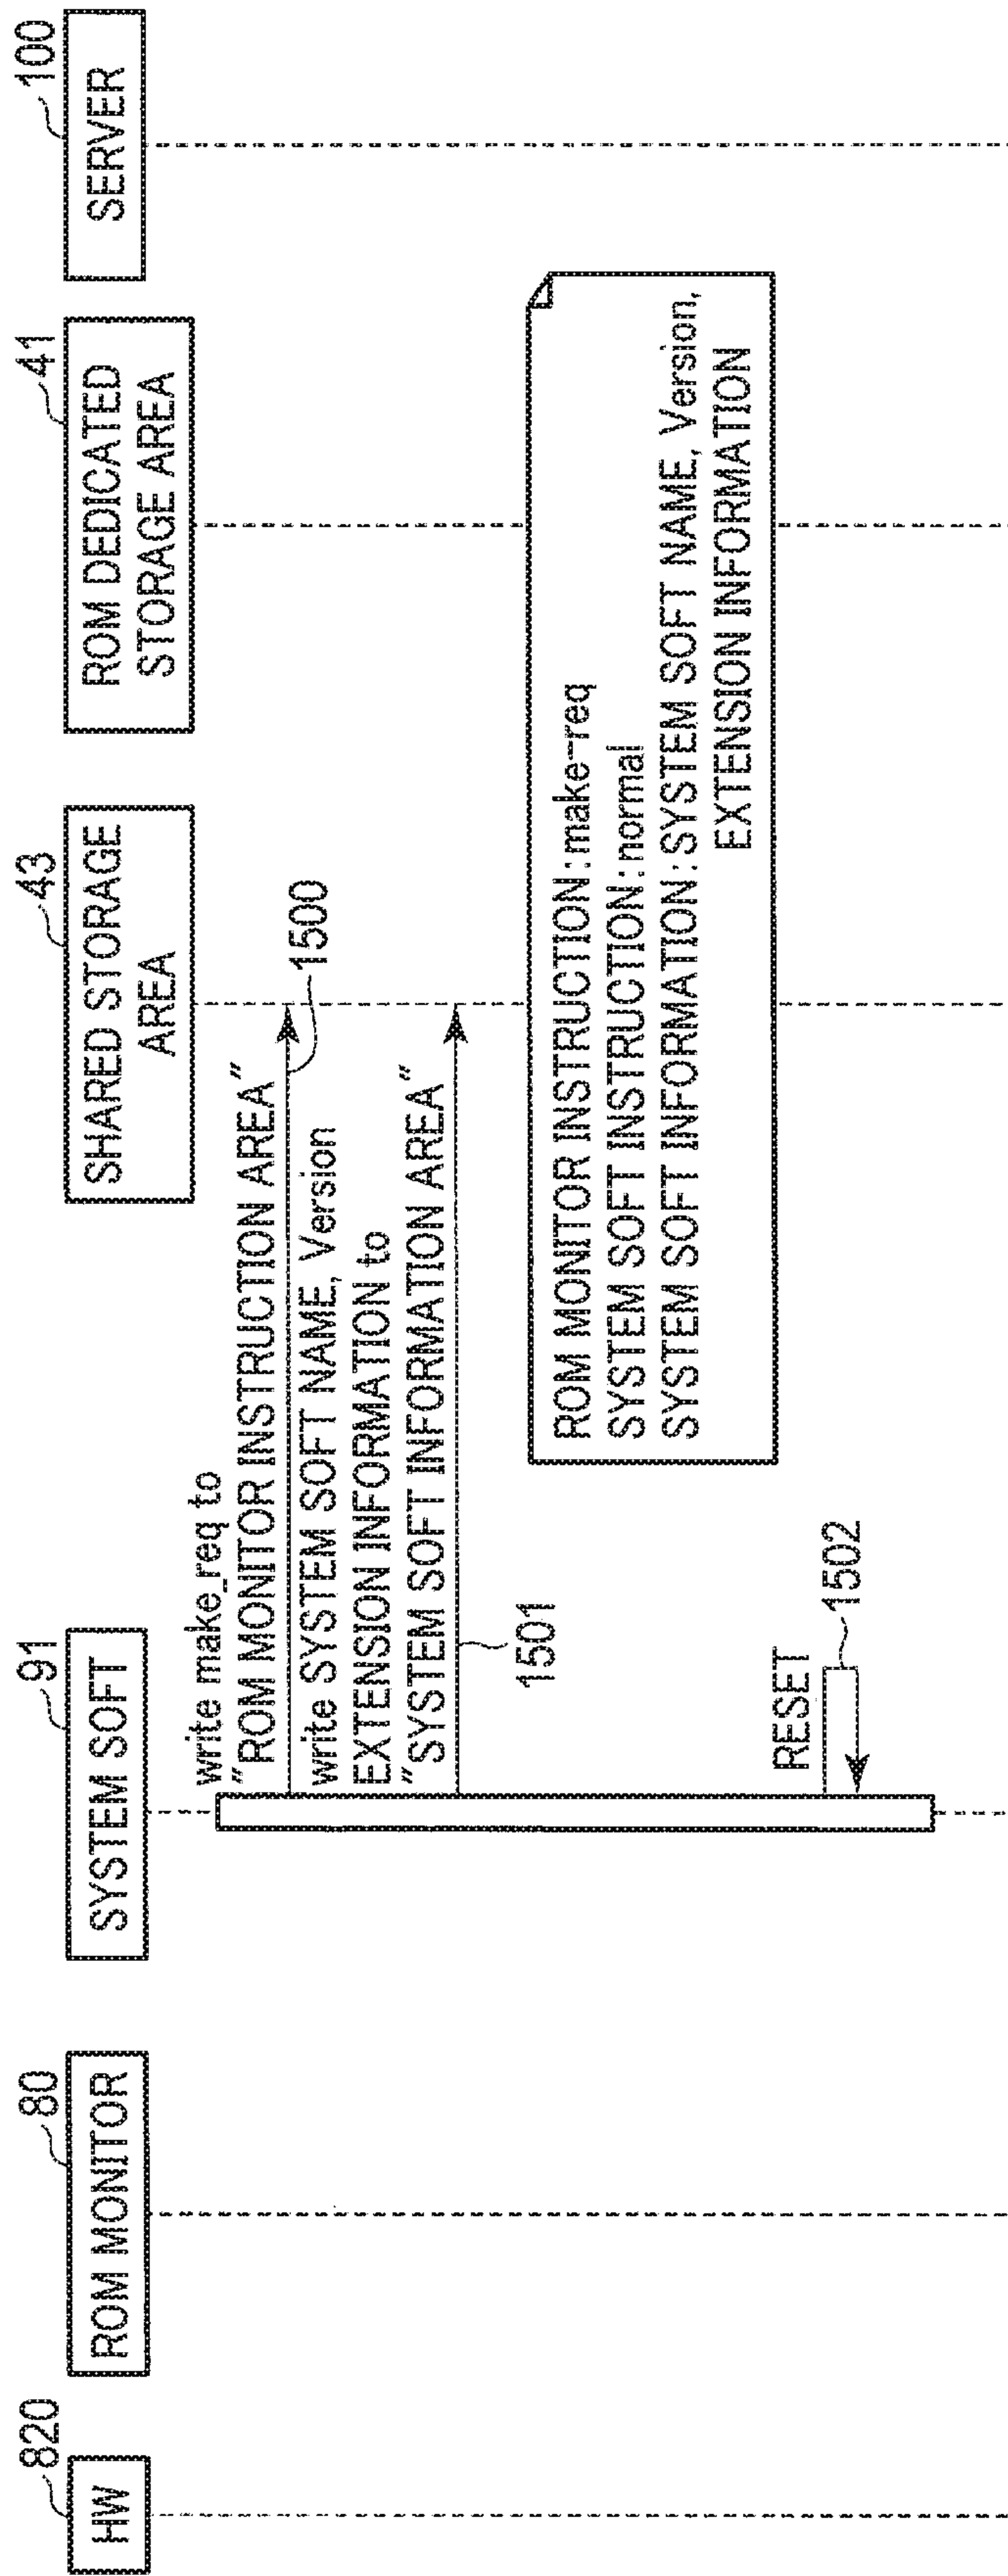 820
HW
80
ROM MONITOR
91
SYSTEM SOFT
43
SHARED STORAGE
AREA
41
ROM DEDICATED
STORAGE AREA
100
SERVER
write make_req to
"ROM MONITOR INSTRUCTION AREA"
1500
write SYSTEM SOFT NAME, Version
EXTENSION INFORMATION to
"SYSTEM SOFT INFORMATION AREA"
1501
ROM MONITOR INSTRUCTION:make-req
SYSTEM SOFT INSTRUCTION:normal
SYSTEM SOFT INFORMATION:SYSTEM SOFT NAME, Version,
EXTENSION INFORMATION
RESET
1502